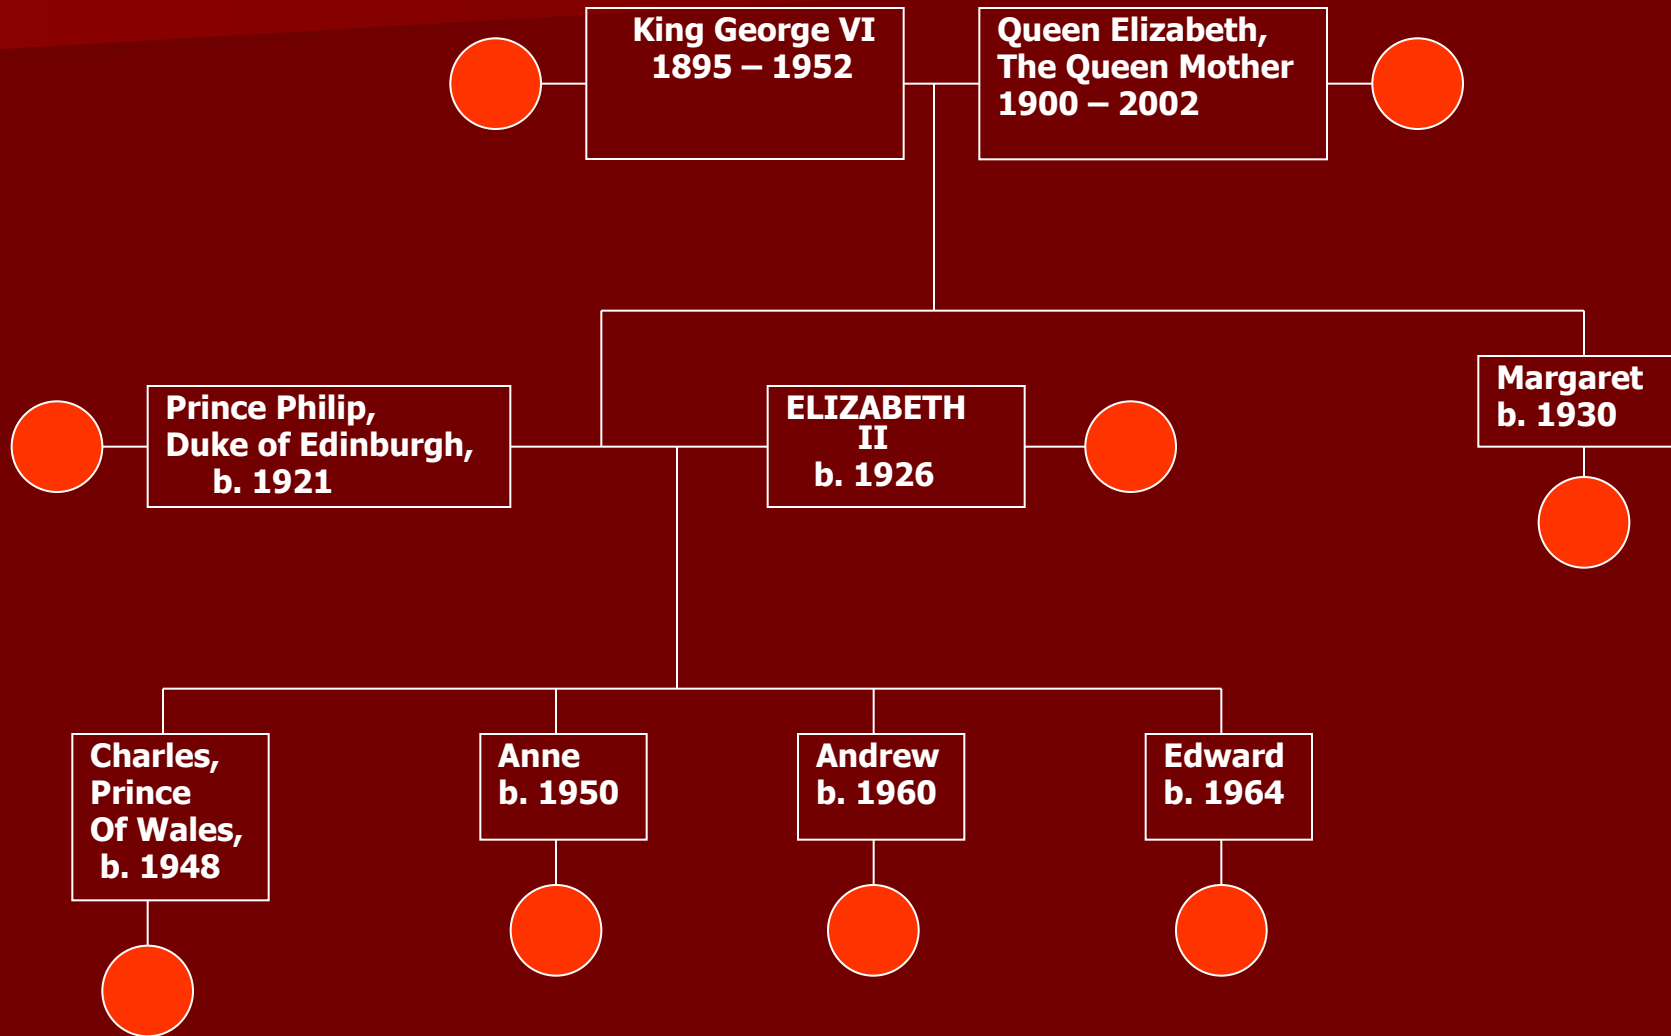 King George VI
1895 – 1952
Queen Elizabeth,
The Queen Mother
1900 – 2002
Prince Philip,
Duke of Edinburgh,
b. 1921
ELIZABETH
II
b. 1926
Margaret
b. 1930
Charles,
Prince
Of Wales,
b. 1948
Anne
b. 1950
Andrew
b. 1960
Edward
b. 1964